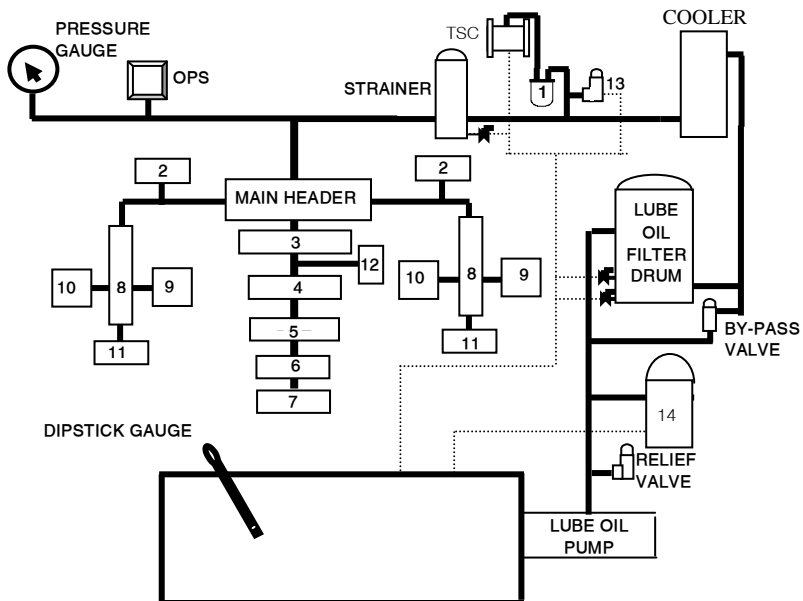 PRESSURE
GAUGE
OPS
STRAINER
TSC
1
13
COOLER
2
MAIN HEADER
2
3
12
4
5
6
7
10
8
9
11
10
8
9
11
LUBE
OIL
FILTER
DRUM
BY-PASS
VALVE
14
RELIEF
VALVE
DIPSTICK GAUGE
LUBE OIL
PUMP